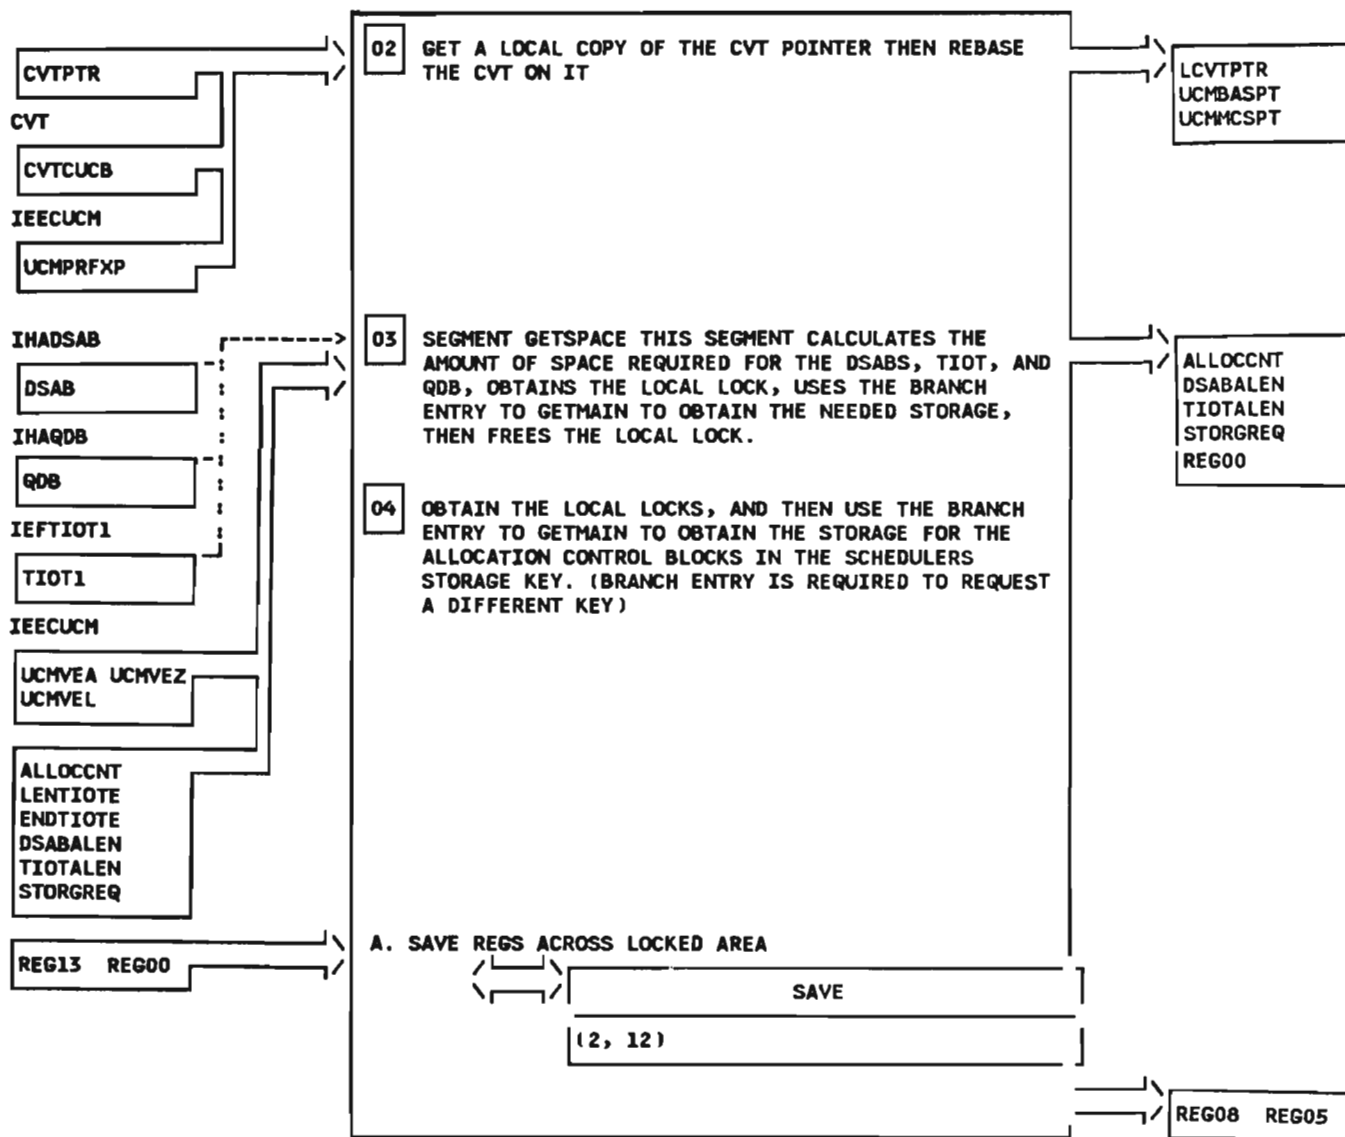 CVTPTR
CVT
CVTCUCB
IEECUCM
UCMPRFXP
02 GET A LOCAL COPY OF THE CVT POINTER THEN REBASE
THE CVT ON IT
LCVTPTR
UCMBASPT
UCMMCSPT
IHADSAB
DSAB
IHAQDB
QDB
IEFTIOT1
TIOT1
IEECUCM
UCMVEA UCMVEZ
UCMVEL
ALLOCCNT
LENTIOTE
ENDTIOTE
DSABALEN
TIOTALEN
STORGREQ
03 SEGMENT GETSPACE THIS SEGMENT CALCULATES THE
AMOUNT OF SPACE REQUIRED FOR THE DSABS, TIOT, AND
QDB, OBTAINS THE LOCAL LOCK, USES THE BRANCH
ENTRY TO GETMAIN TO OBTAIN THE NEEDED STORAGE,
THEN FREES THE LOCAL LOCK.
ALLOCCNT
DSABALEN
TIOTALEN
STORGREQ
REG00
04 OBTAIN THE LOCAL LOCKS, AND THEN USE THE BRANCH
ENTRY TO GETMAIN TO OBTAIN THE STORAGE FOR THE
ALLOCATION CONTROL BLOCKS IN THE SCHEDULERS
STORAGE KEY. (BRANCH ENTRY IS REQUIRED TO REQUEST
A DIFFERENT KEY)
REG13 REG00
A. SAVE REGS ACROSS LOCKED AREA
SAVE
(2, 12)
REG08 REG05